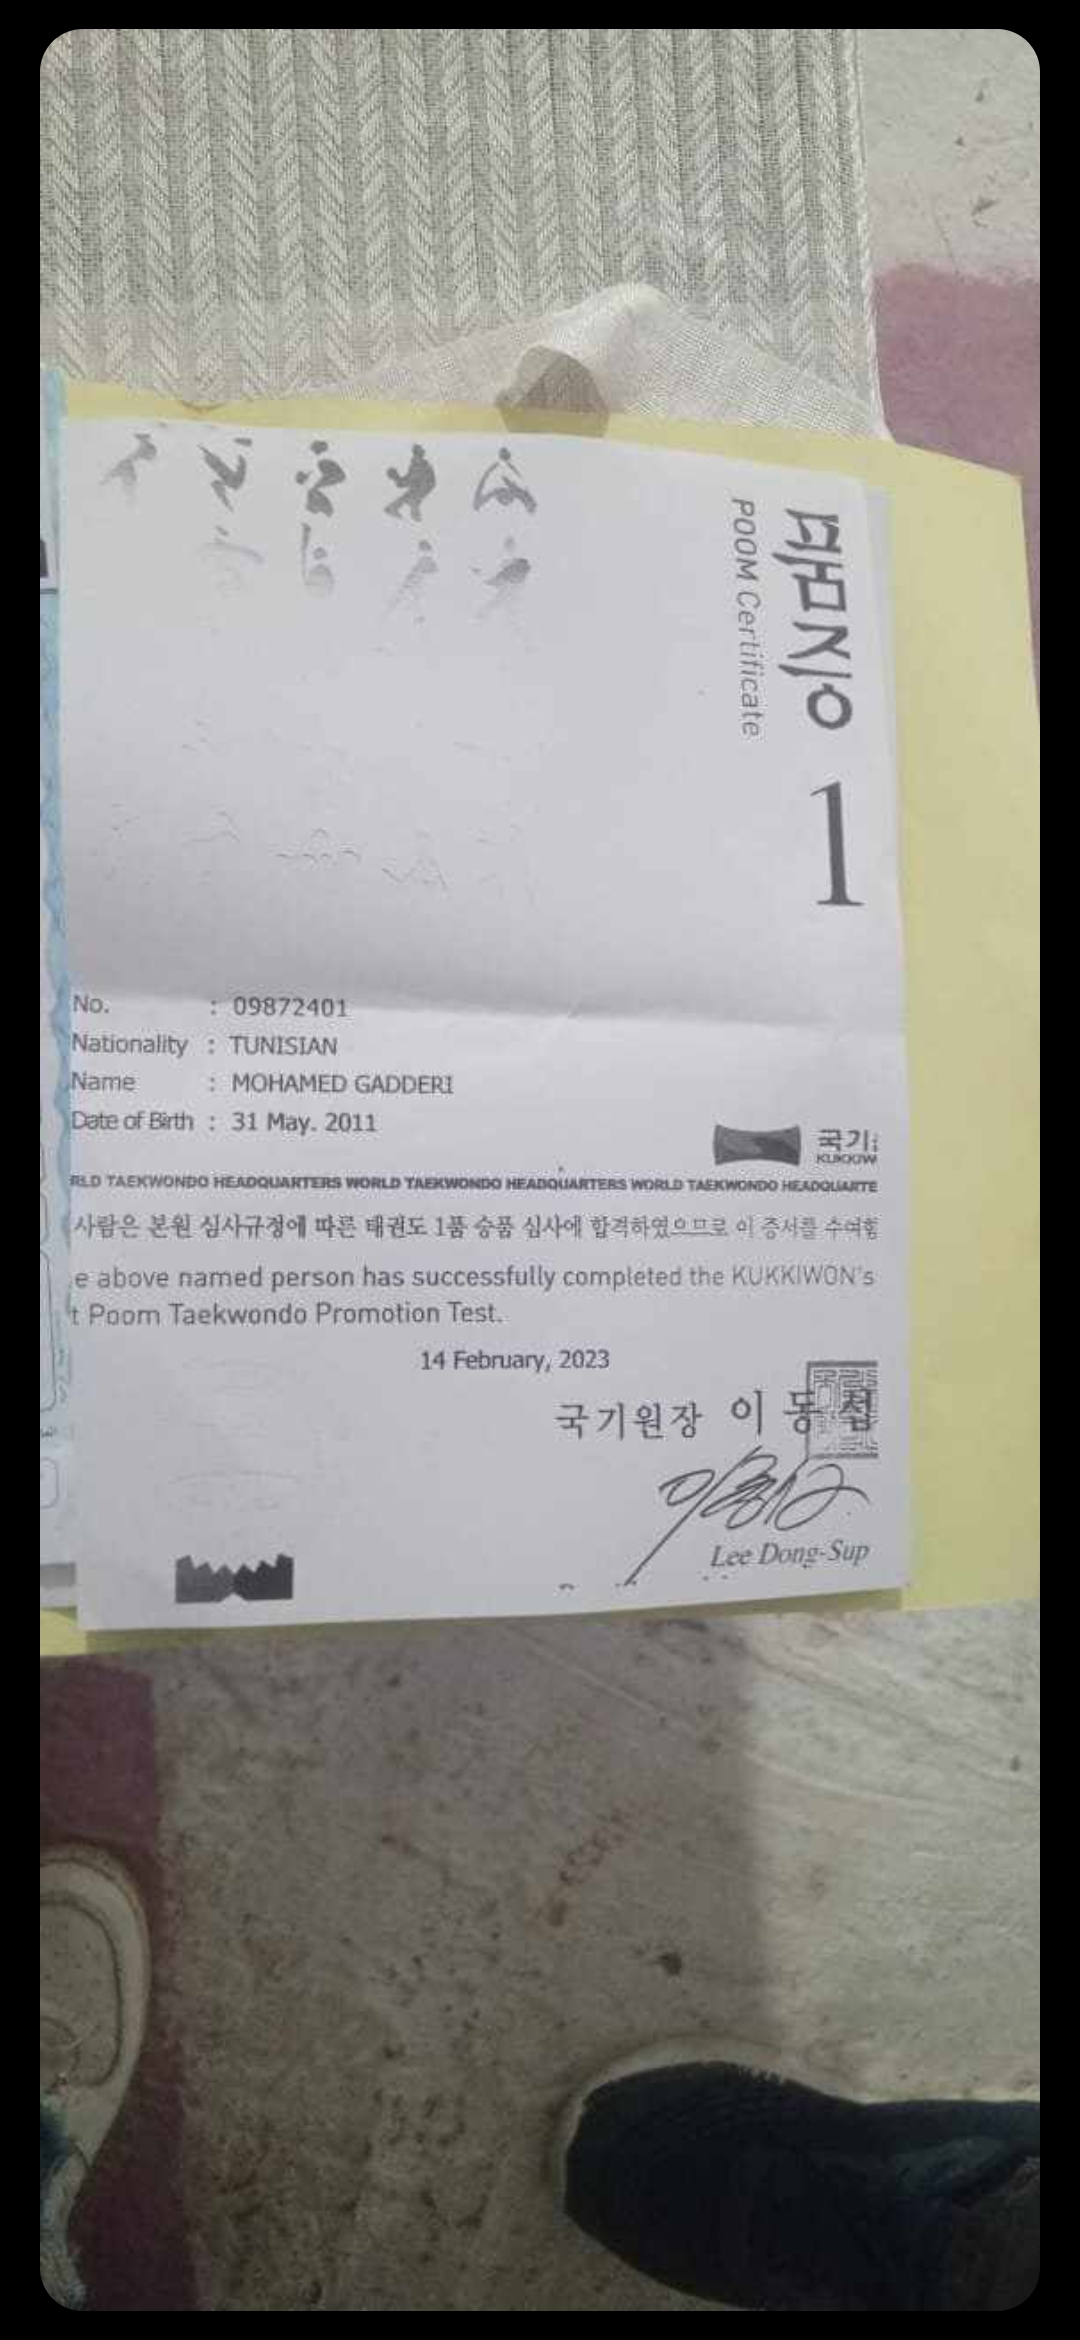 품증
POOM Certificate
1
No. : 09872401
Nationality : TUNISIAN
Name : MOHAMED GADDERI
Date of Birth : 31 May. 2011
국기
KUKKIW
RLD TAEKWONDO HEADQUARTERS WORLD TAEKWONDO HEADQUARTERS WORLD TAEKWONDO HEADQUARTE
사람은 본원 심사규정에 따른 태권도 1품 승품 심사에 합격하였으므로 이 증서를 수여함
e above named person has successfully completed the KUKKIWON's
t Poom Taekwondo Promotion Test.
14 February, 2023
국기원장 이 동 섭
Lee Dong-Sup